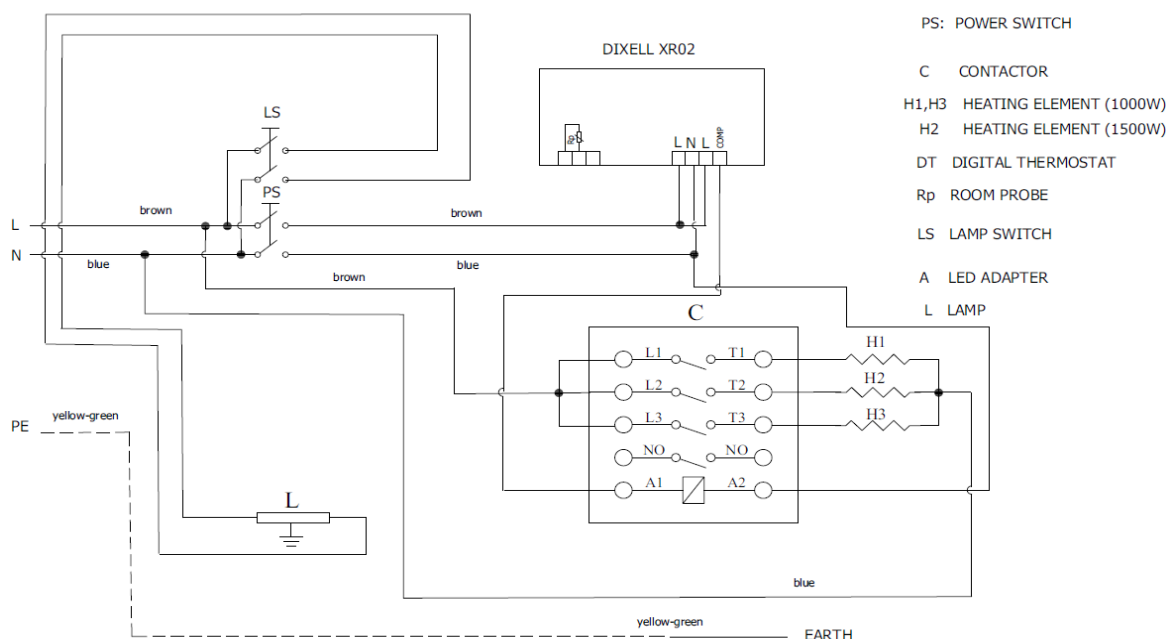 DIXELL XR02
Rp
L N L COMP
LS
PS
L
brown
brown
N
blue
blue
brown
C
L1 T1 H1
L2 T2 H2
L3 T3 H3
NO NO
A1 A2
yellow-green
PE
L
blue
yellow-green
EARTH
PS: POWER SWITCH
C CONTACTOR
H1,H3 HEATING ELEMENT (1000W)
H2 HEATING ELEMENT (1500W)
DT DIGITAL THERMOSTAT
Rp ROOM PROBE
LS LAMP SWITCH
A LED ADAPTER
L LAMP